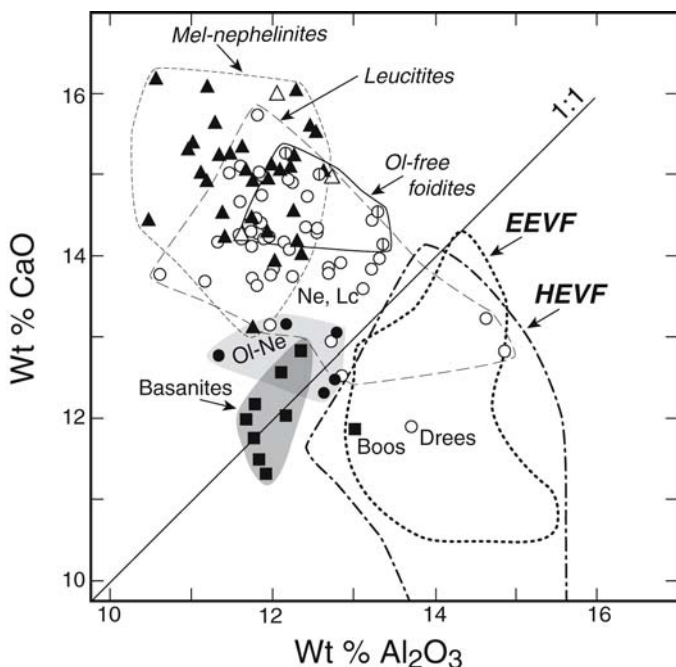 Mel-nephelinites
Leucitites
1:1
16
Ol-free
foidites
EEVF
HEVF
14
Wt % CaO
Ne, Lc
Ol-Ne
Basanites
12
Boos
Drees
10
10
12
14
16
Wt % Al₂O₃